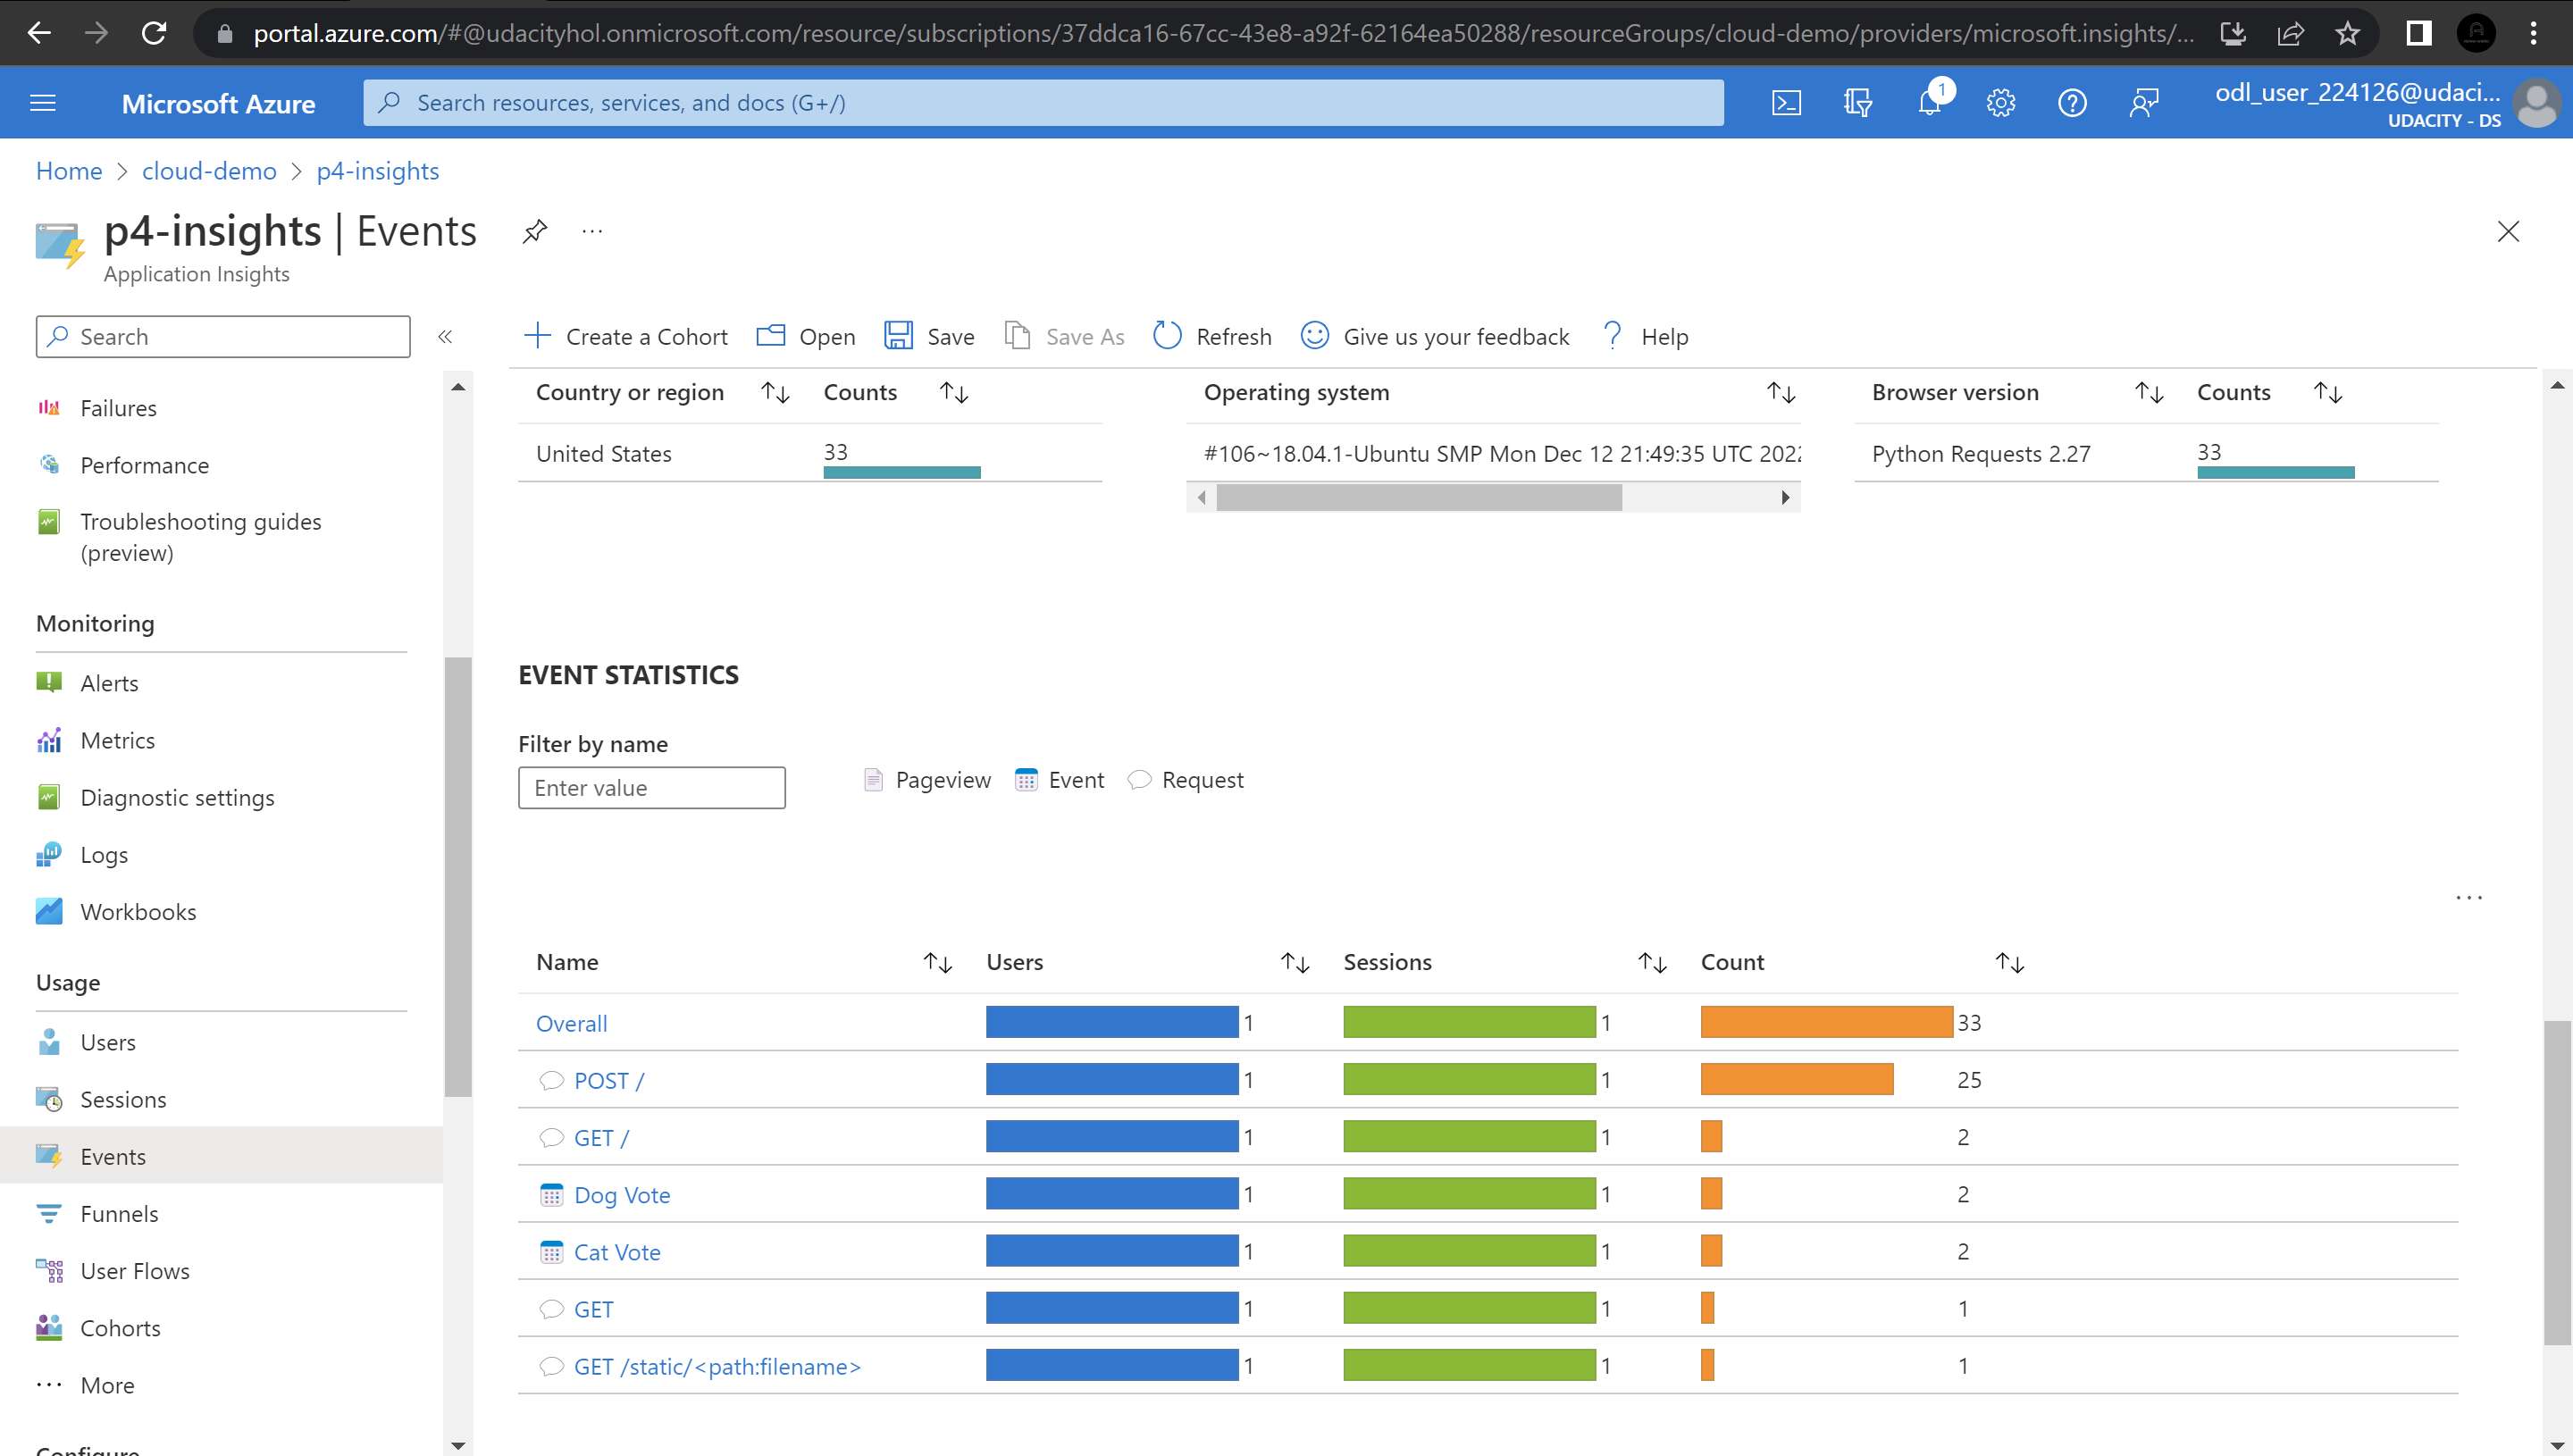 portal.azure.com/#@udacityhol.onmicrosoft.com/resource/subscriptions/37ddca16-67cc-43e8-a92f-62164ea50288/resourceGroups/cloud-demo/providers/microsoft.insights/...
Microsoft Azure
Search resources, services, and docs (G+/)
1
odl_user_224126@udaci...
UDACITY - DS
Home > cloud-demo > p4-insights
p4-insights | Events
...
Application Insights
Search
«
Create a Cohort Open Save Save As Refresh Give us your feedback Help
Failures
Performance
Troubleshooting guides
(preview)
Monitoring
Alerts
Metrics
Diagnostic settings
Logs
Workbooks
Usage
Users
Sessions
Events
Funnels
User Flows
Cohorts
... More
Configure
Country or region Counts
United States 33
Operating system
#106~18.04.1-Ubuntu SMP Mon Dec 12 21:49:35 UTC 2022
Browser version Counts
Python Requests 2.27 33
EVENT STATISTICS
Filter by name
Enter value
Pageview Event Request
...
Name Users Sessions Count
Overall 1 1 33
POST / 1 1 25
GET / 1 1 2
Dog Vote 1 1 2
Cat Vote 1 1 2
GET 1 1 1
GET /static/<path:filename> 1 1 1